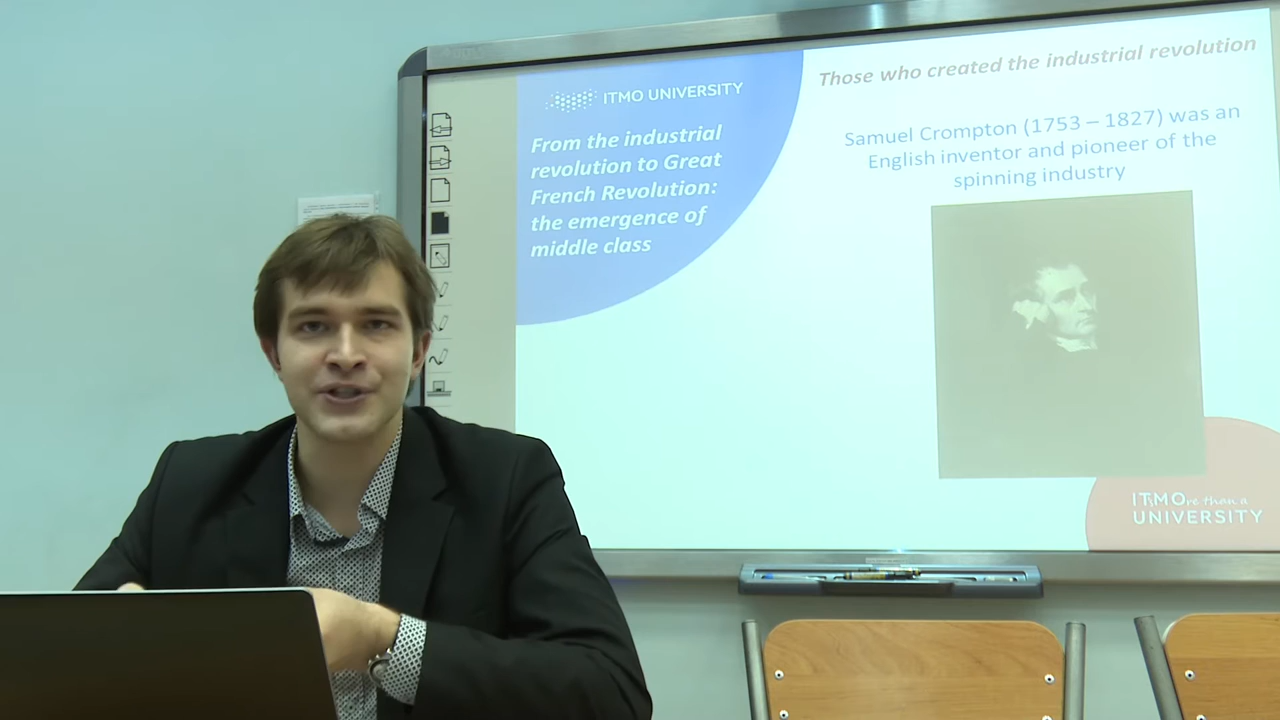 ITMO UNIVERSITY
From the industrial
revolution to Great
French Revolution:
the emergence of
middle class
Those who created the industrial revolution
Samuel Crompton (1753 – 1827) was an
English inventor and pioneer of the
spinning industry
ITsMOre than a
UNIVERSITY